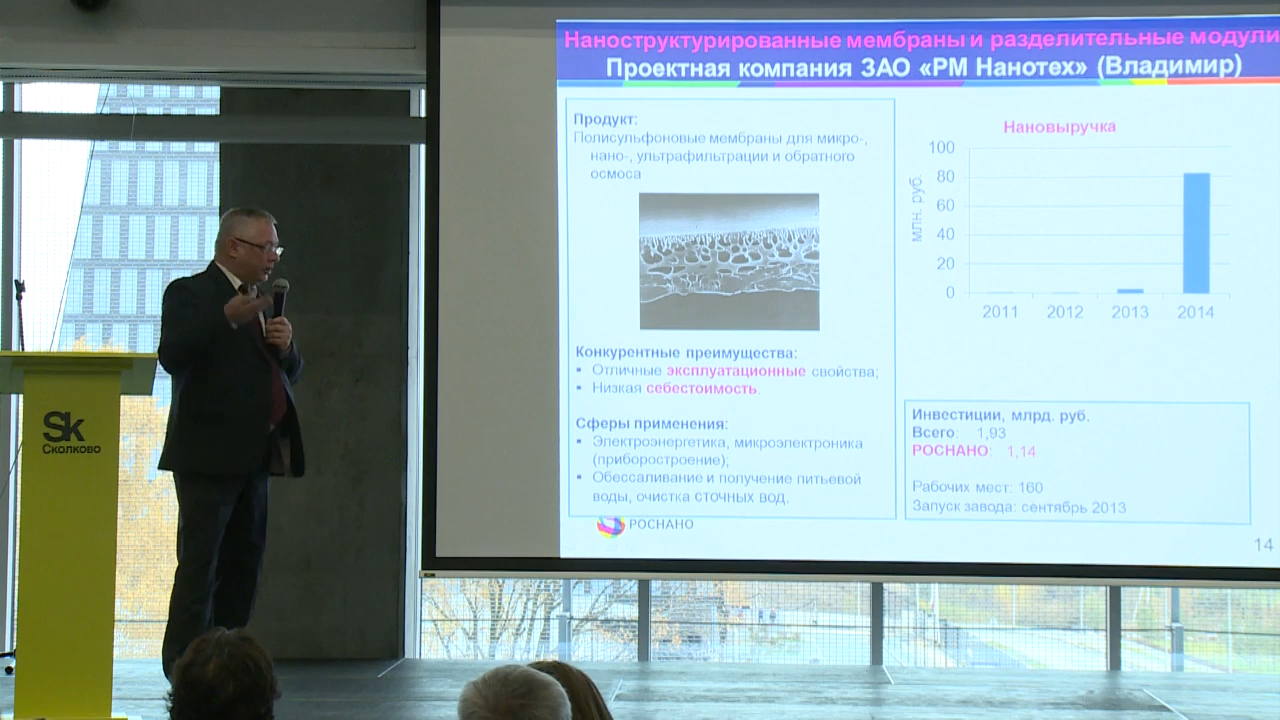 Наноструктурированные мембраны и разделительные модули
Проектная компания ЗАО «РМ Нанотех» (Владимир)
Продукт:
Полисульфоновые мембраны для микро-,
нано-, ультрафильтрации и обратного
осмоса
Конкурентные преимущества:
Отличные эксплуатационные свойства;
Низкая себестоимость.
Сферы применения:
Электроэнергетика, микроэлектроника
(приборостроение);
Обессаливание и получение питьевой
воды, очистка сточных вод.
РОСНАНО
Нановыручка
млн. руб.
100
80
60
40
20
0
2011 2012 2013 2014
Инвестиции, млрд. руб.
Всего: 1,93
РОСНАНО: 1,14
Рабочих мест: 160
Запуск завода: сентябрь 2013
14
Sk
Сколково